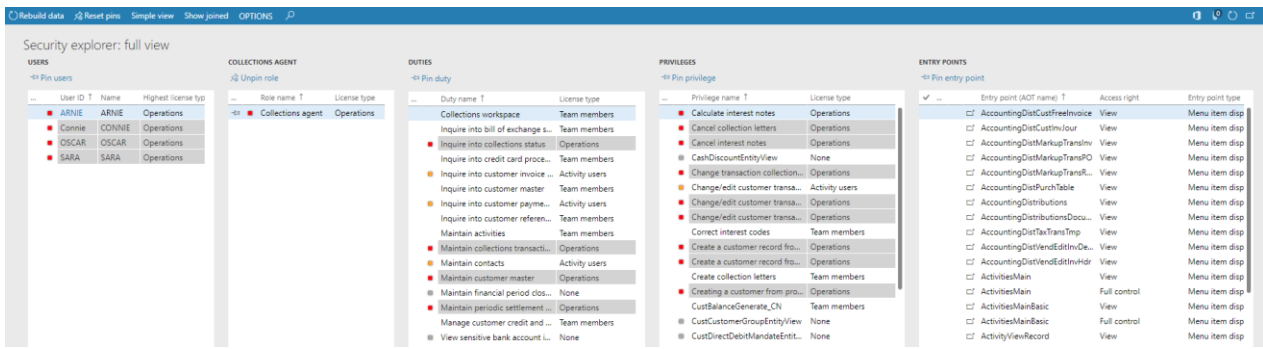 Rebuild data Reset pins Simple view Show joined OPTIONS
Security explorer: full view
USERS
Pin users
... User ID ↑ Name Highest license typ
ARNIE ARNIE Operations
Connie CONNIE Operations
OSCAR OSCAR Operations
SARA SARA Operations
COLLECTIONS AGENT
Unpin role
... Role name ↑ License type
Collections agent Operations
DUTIES
Pin duty
... Duty name ↑ License type
Collections workspace Team members
Inquire into bill of exchange s... Team members
Inquire into collections status Operations
Inquire into credit card proce... Team members
Inquire into customer invoice ... Activity users
Inquire into customer master Team members
Inquire into customer payme... Activity users
Inquire into customer referen... Team members
Maintain activities Team members
Maintain collections transacti... Operations
Maintain contacts Activity users
Maintain customer master Operations
Maintain financial period clos... None
Maintain periodic settlement ... Operations
Manage customer credit and ... Team members
View sensitive bank account i... None
PRIVILEGES
Pin privilege
... Privilege name ↑ License type
Calculate interest notes Operations
Cancel collection letters Operations
Cancel interest notes Operations
CashDiscountEntityView None
Change transaction collection... Operations
Change/edit customer transa... Activity users
Change/edit customer transa... Operations
Change/edit customer transa... Operations
Correct interest codes Team members
Create a customer record fro... Operations
Create a customer record fro... Operations
Create collection letters Team members
Creating a customer from pro... Operations
CustBalanceGenerate_CN Team members
CustCustomerGroupEntityView None
CustDirectDebitMandateEntit... None
ENTRY POINTS
Pin entry point
... Entry point (AOT name) ↑ Access right Entry point type
AccountingDistCustFreeInvoice View Menu item disp
AccountingDistCustInvJour View Menu item disp
AccountingDistMarkupTransInv View Menu item disp
AccountingDistMarkupTransPO View Menu item disp
AccountingDistMarkupTransR... View Menu item disp
AccountingDistPurchTable View Menu item disp
AccountingDistributions View Menu item disp
AccountingDistributionsDocu... View Menu item disp
AccountingDistTaxTransTmp View Menu item disp
AccountingDistVendEditInvDe... View Menu item disp
AccountingDistVendEditInvHdr View Menu item disp
ActivitiesMain View Menu item disp
ActivitiesMain Full control Menu item disp
ActivitiesMainBasic View Menu item disp
ActivitiesMainBasic Full control Menu item disp
ActivityViewRecord View Menu item disp